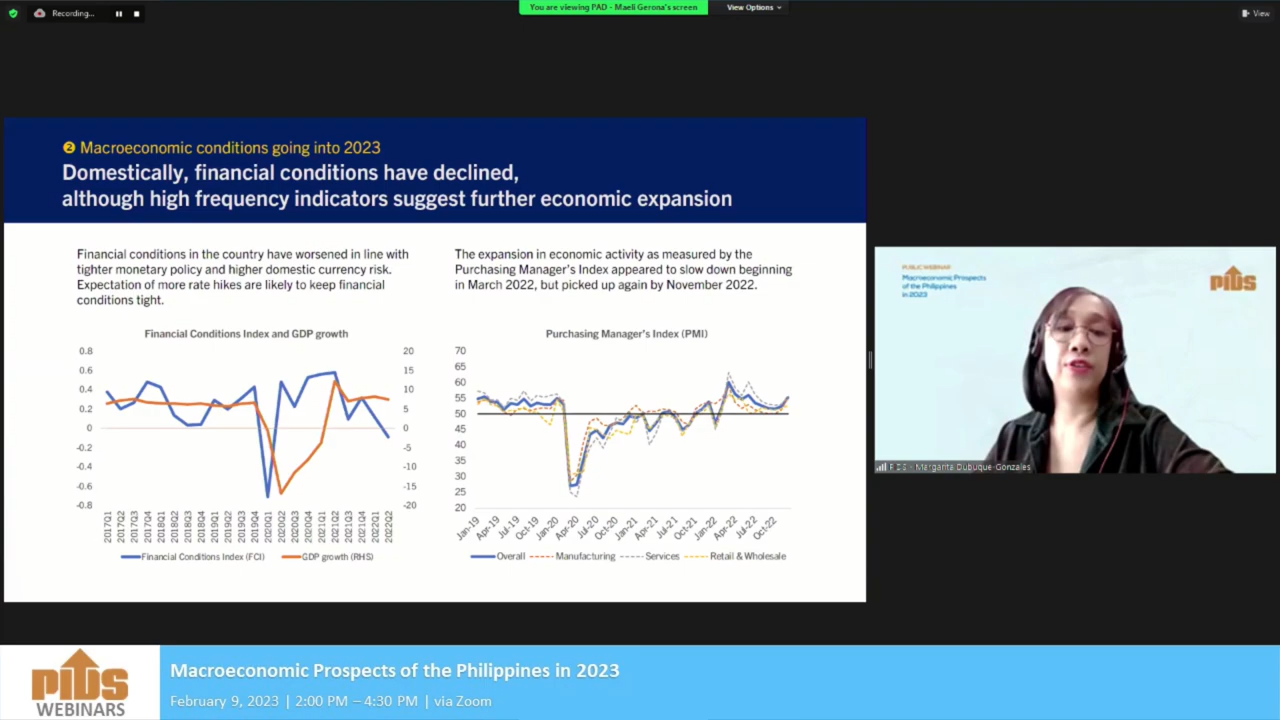 Recording...
You are viewing PAD - Maeli Gerona's screen
View Options
View
❷ Macroeconomic conditions going into 2023
Domestically, financial conditions have declined,
although high frequency indicators suggest further economic expansion
Financial conditions in the country have worsened in line with
tighter monetary policy and higher domestic currency risk.
Expectation of more rate hikes are likely to keep financial
conditions tight.
Financial Conditions Index and GDP growth
0.8
0.6
0.4
0.2
0
-0.2
-0.4
-0.6
-0.8
20
15
10
5
0
-5
-10
-15
-20
2017Q1
2017Q2
2017Q3
2017Q4
2018Q1
2018Q2
2018Q3
2018Q4
2019Q1
2019Q2
2019Q3
2019Q4
2020Q1
2020Q2
2020Q3
2020Q4
2021Q1
2021Q2
2021Q3
2021Q4
2022Q1
2022Q2
Financial Conditions Index (FCI)
GDP growth (RHS)
The expansion in economic activity as measured by the
Purchasing Manager's Index appeared to slow down beginning
in March 2022, but picked up again by November 2022.
Purchasing Manager's Index (PMI)
70
65
60
55
50
45
40
35
30
25
20
Jan-19
Apr-19
Jul-19
Oct-19
Jan-20
Apr-20
Jul-20
Oct-20
Jan-21
Apr-21
Jul-21
Oct-21
Jan-22
Apr-22
Jul-22
Oct-22
Overall
Manufacturing
Services
Retail & Wholesale
PUBLIC WEBINAR
Macroeconomic Prospects
of the Philippines
in 2023
PIDS
PIDS - Margarita Dubuque-Gonzales
PIDS
WEBINARS
Macroeconomic Prospects of the Philippines in 2023
February 9, 2023 | 2:00 PM – 4:30 PM | via Zoom